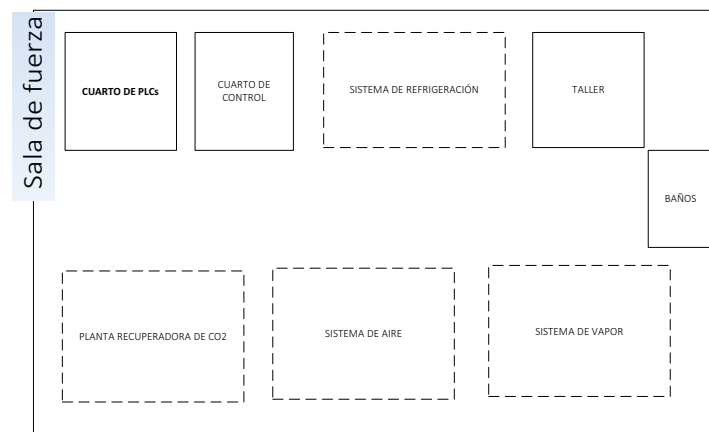 Sala de fuerza
CUARTO DE PLCs
CUARTO DE
CONTROL
SISTEMA DE REFRIGERACIÓN
TALLER
BAÑOS
PLANTA RECUPERADORA DE CO2
SISTEMA DE AIRE
SISTEMA DE VAPOR